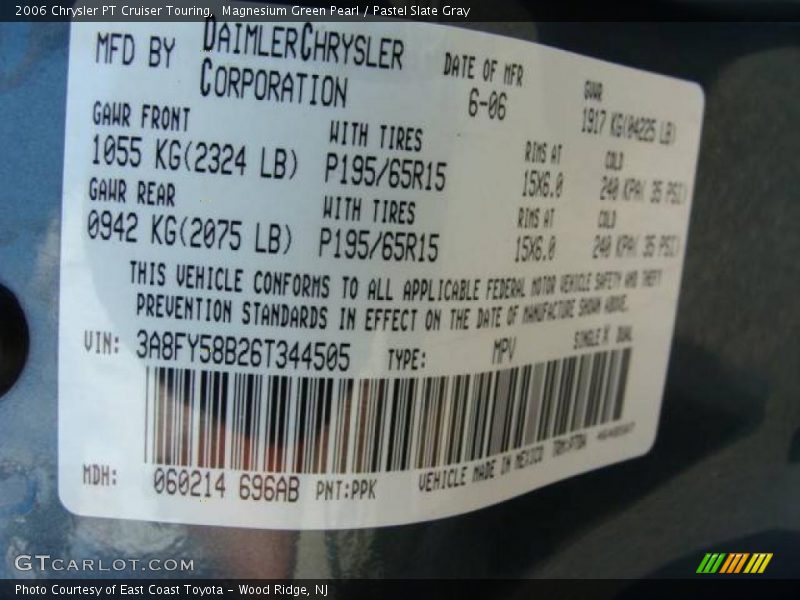 2006 Chrysler PT Cruiser Touring, Magnesium Green Pearl / Pastel Slate Gray
MFD BY DAIMLERCHRYSLER CORPORATION
DATE OF MFR 6-06
GVWR 1917 KG(04225 LB)
GAWR FRONT WITH TIRES RIMS AT COLD
1055 KG(2324 LB) P195/65R15 15X6.0 240 KPA( 35 PSI)
GAWR REAR WITH TIRES RIMS AT COLD
0942 KG(2075 LB) P195/65R15 15X6.0 240 KPA( 35 PSI)
THIS VEHICLE CONFORMS TO ALL APPLICABLE FEDERAL MOTOR VEHICLE SAFETY AND THEFT
PREVENTION STANDARDS IN EFFECT ON THE DATE OF MANUFACTURE SHOWN ABOVE.
VIN: 3A8FY58B26T344505 TYPE: MPV SINGLE X DUAL
MDH: 060214 696AB PNT:PPK VEHICLE MADE IN MEXICO
GTCARLOT.COM
Photo Courtesy of East Coast Toyota – Wood Ridge, NJ